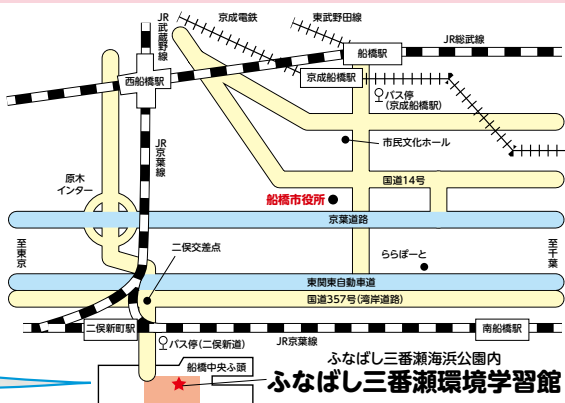 JR武蔵野線
京成電鉄
東武野田線
JR総武線
船橋駅
西船橋駅
京成船橋駅
バス停
(京成船橋駅)
市民文化ホール
JR京葉線
原木
インター
国道14号
船橋市役所
京葉道路
至東京
二俣交差点
ららぽーと
至千葉
東関東自動車道
国道357号(湾岸道路)
二俣新町駅
南船橋駅
バス停(二俣新道)
JR京葉線
船橋中央ふ頭
ふなばし三番瀬海浜公園内
ふなばし三番瀬環境学習館